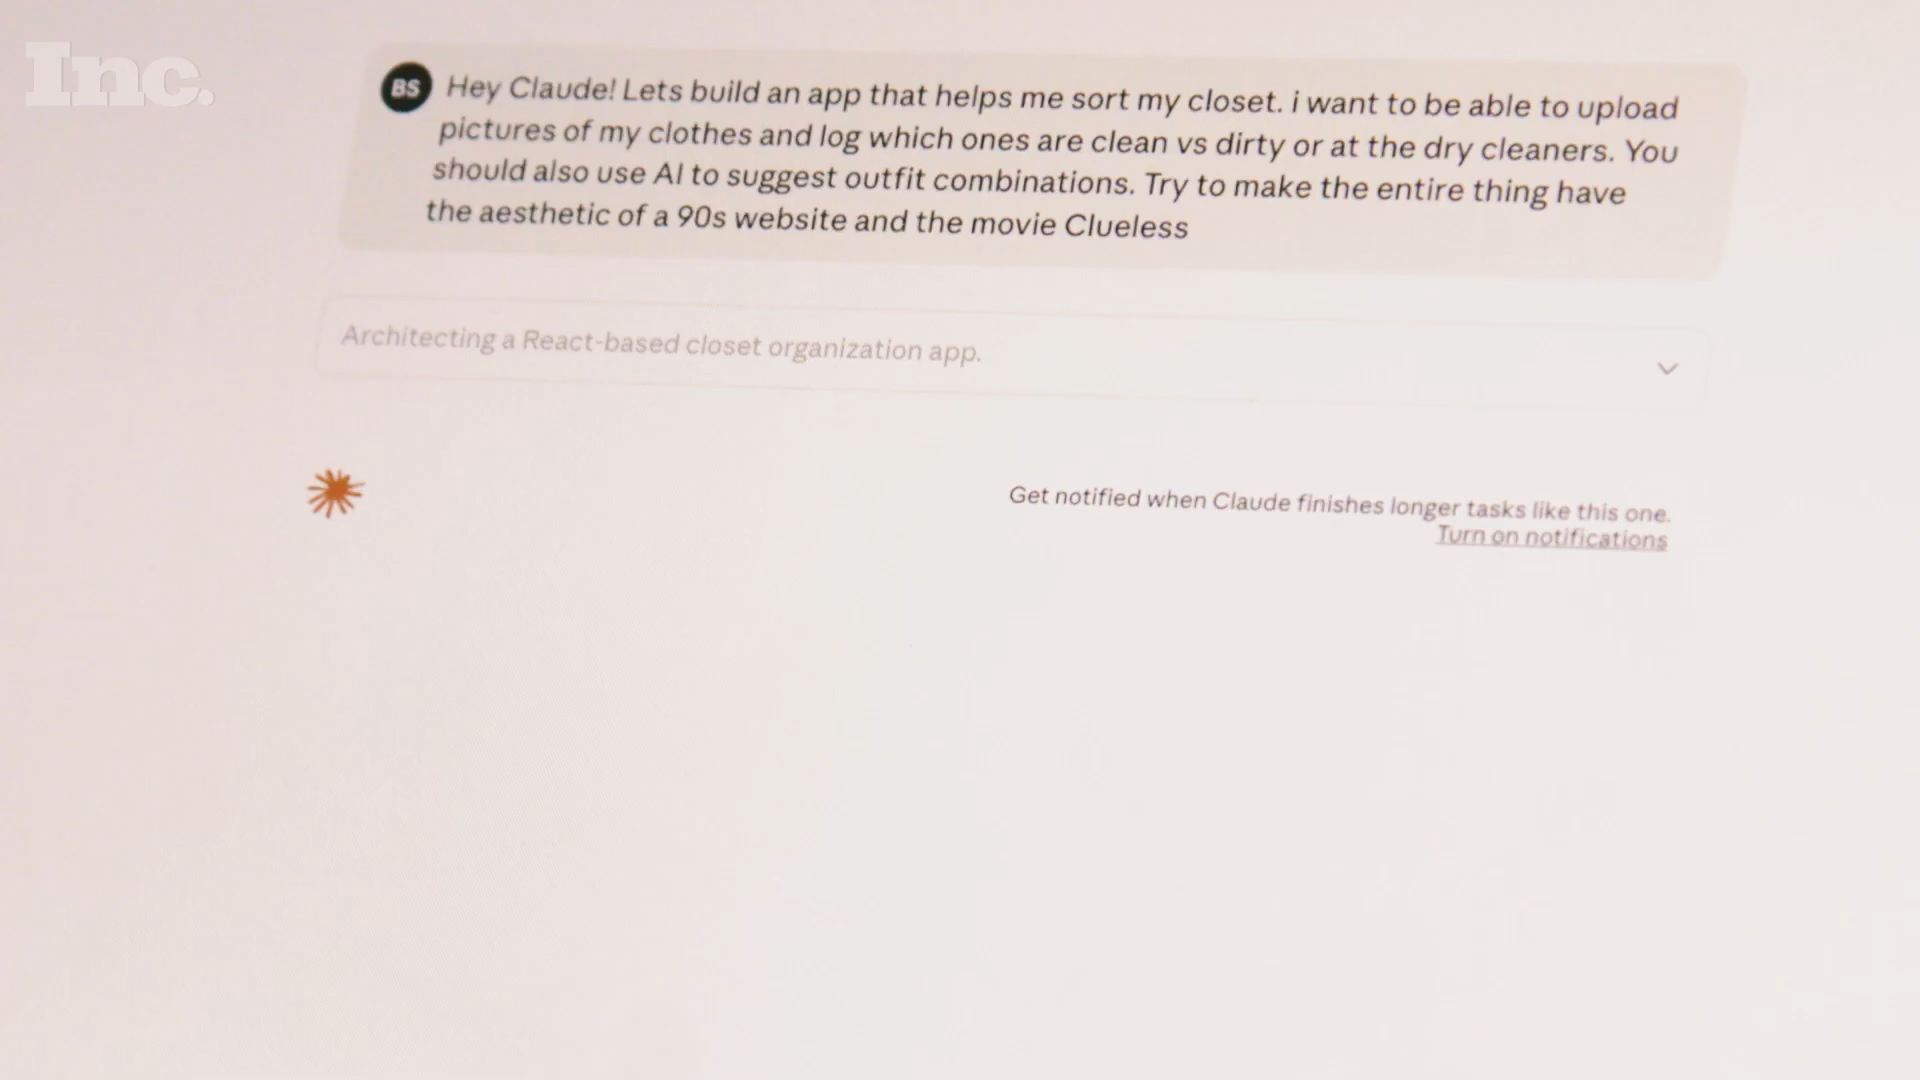 Inc.
BS
Hey Claude! Lets build an app that helps me sort my closet. i want to be able to upload
pictures of my clothes and log which ones are clean vs dirty or at the dry cleaners. You
should also use AI to suggest outfit combinations. Try to make the entire thing have
the aesthetic of a 90s website and the movie Clueless
Architecting a React-based closet organization app.
Get notified when Claude finishes longer tasks like this one.
Turn on notifications